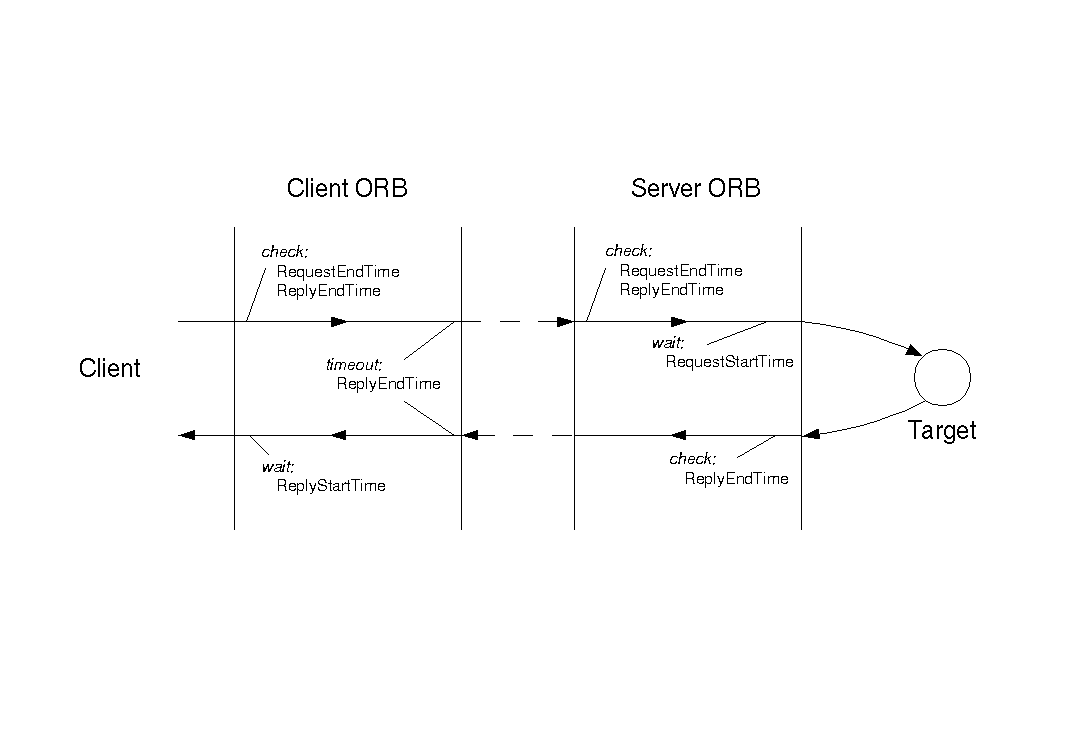 Client ORB
Server ORB
check:
RequestEndTime
ReplyEndTime
check:
RequestEndTime
ReplyEndTime
wait:
RequestStartTime
timeout:
ReplyEndTime
Client
Target
wait:
ReplyStartTime
check:
ReplyEndTime